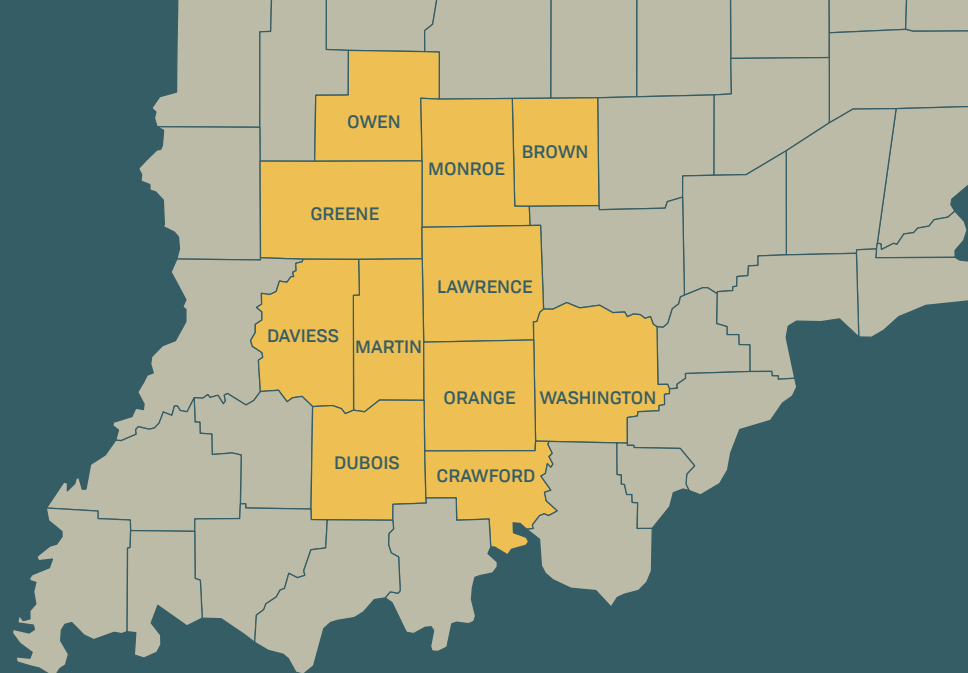 OWEN
BROWN
MONROE
GREENE
LAWRENCE
DAVIESS
MARTIN
ORANGE
WASHINGTON
DUBOIS
CRAWFORD